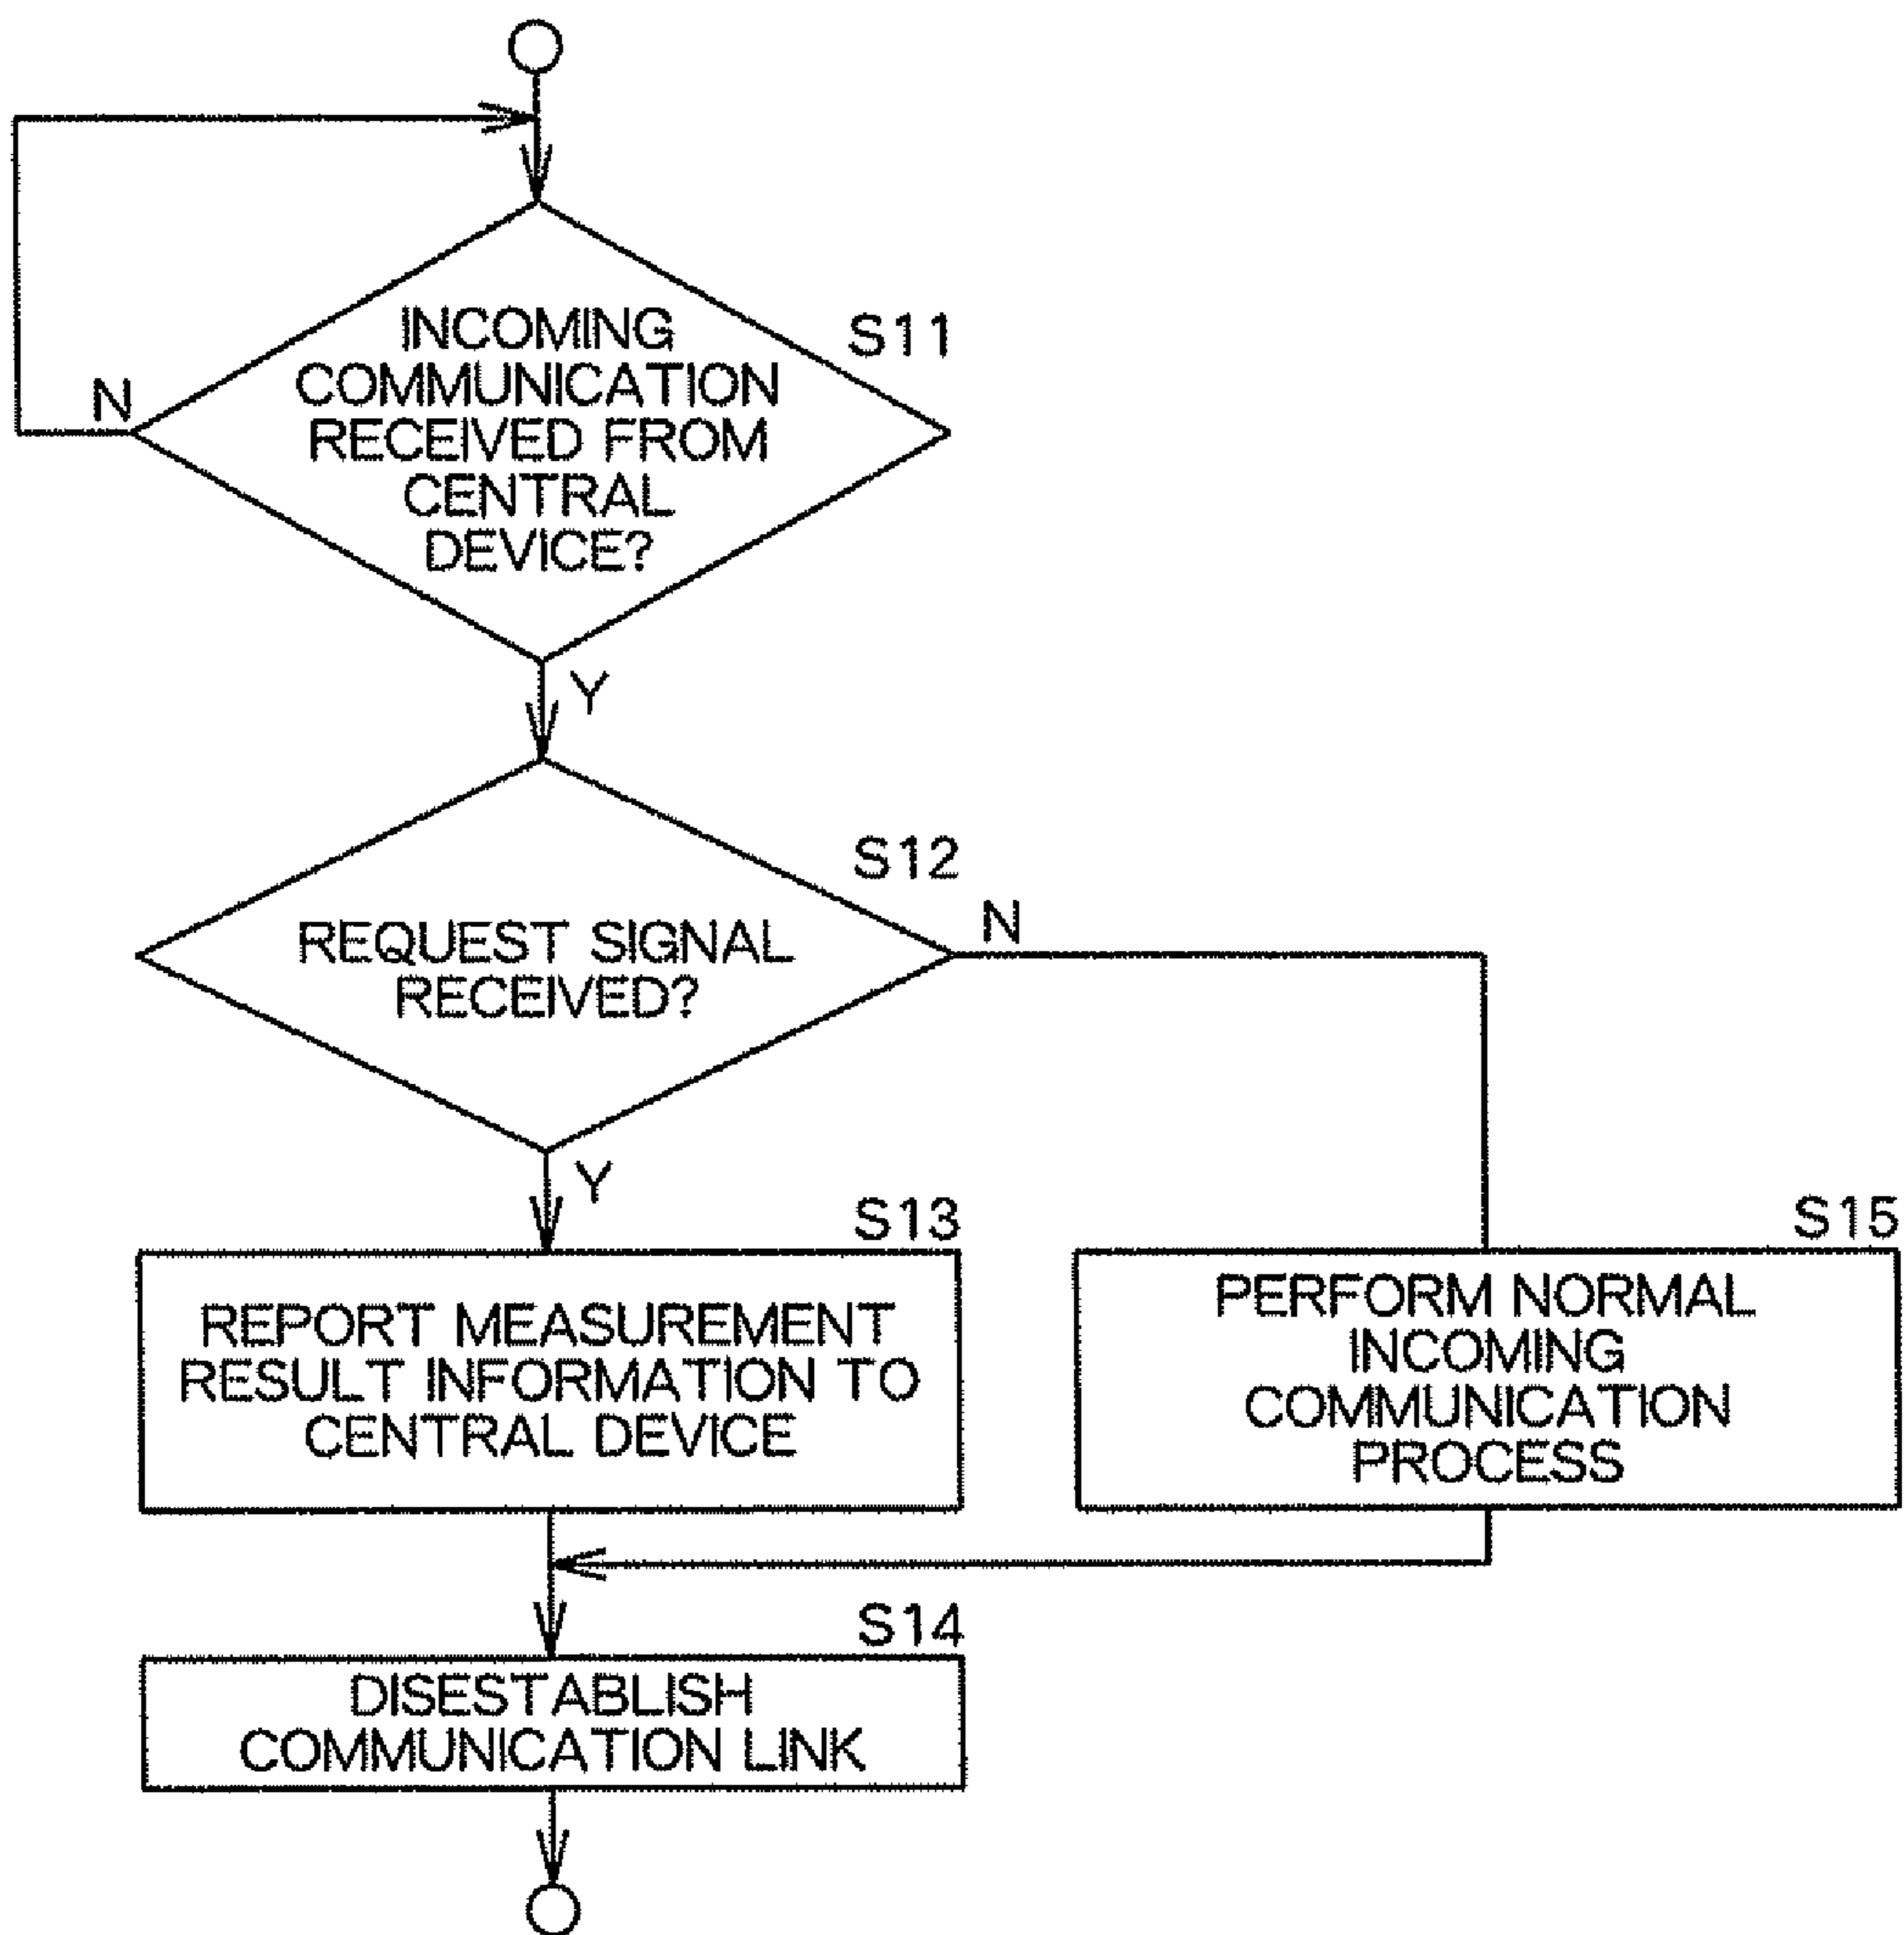 INCOMING
COMMUNICATION
RECEIVED FROM
CENTRAL
DEVICE?
S11
N
Y
S12
REQUEST SIGNAL
RECEIVED?
N
Y
S13
REPORT MEASUREMENT
RESULT INFORMATION TO
CENTRAL DEVICE
S15
PERFORM NORMAL
INCOMING
COMMUNICATION
PROCESS
S14
DISESTABLISH
COMMUNICATION LINK